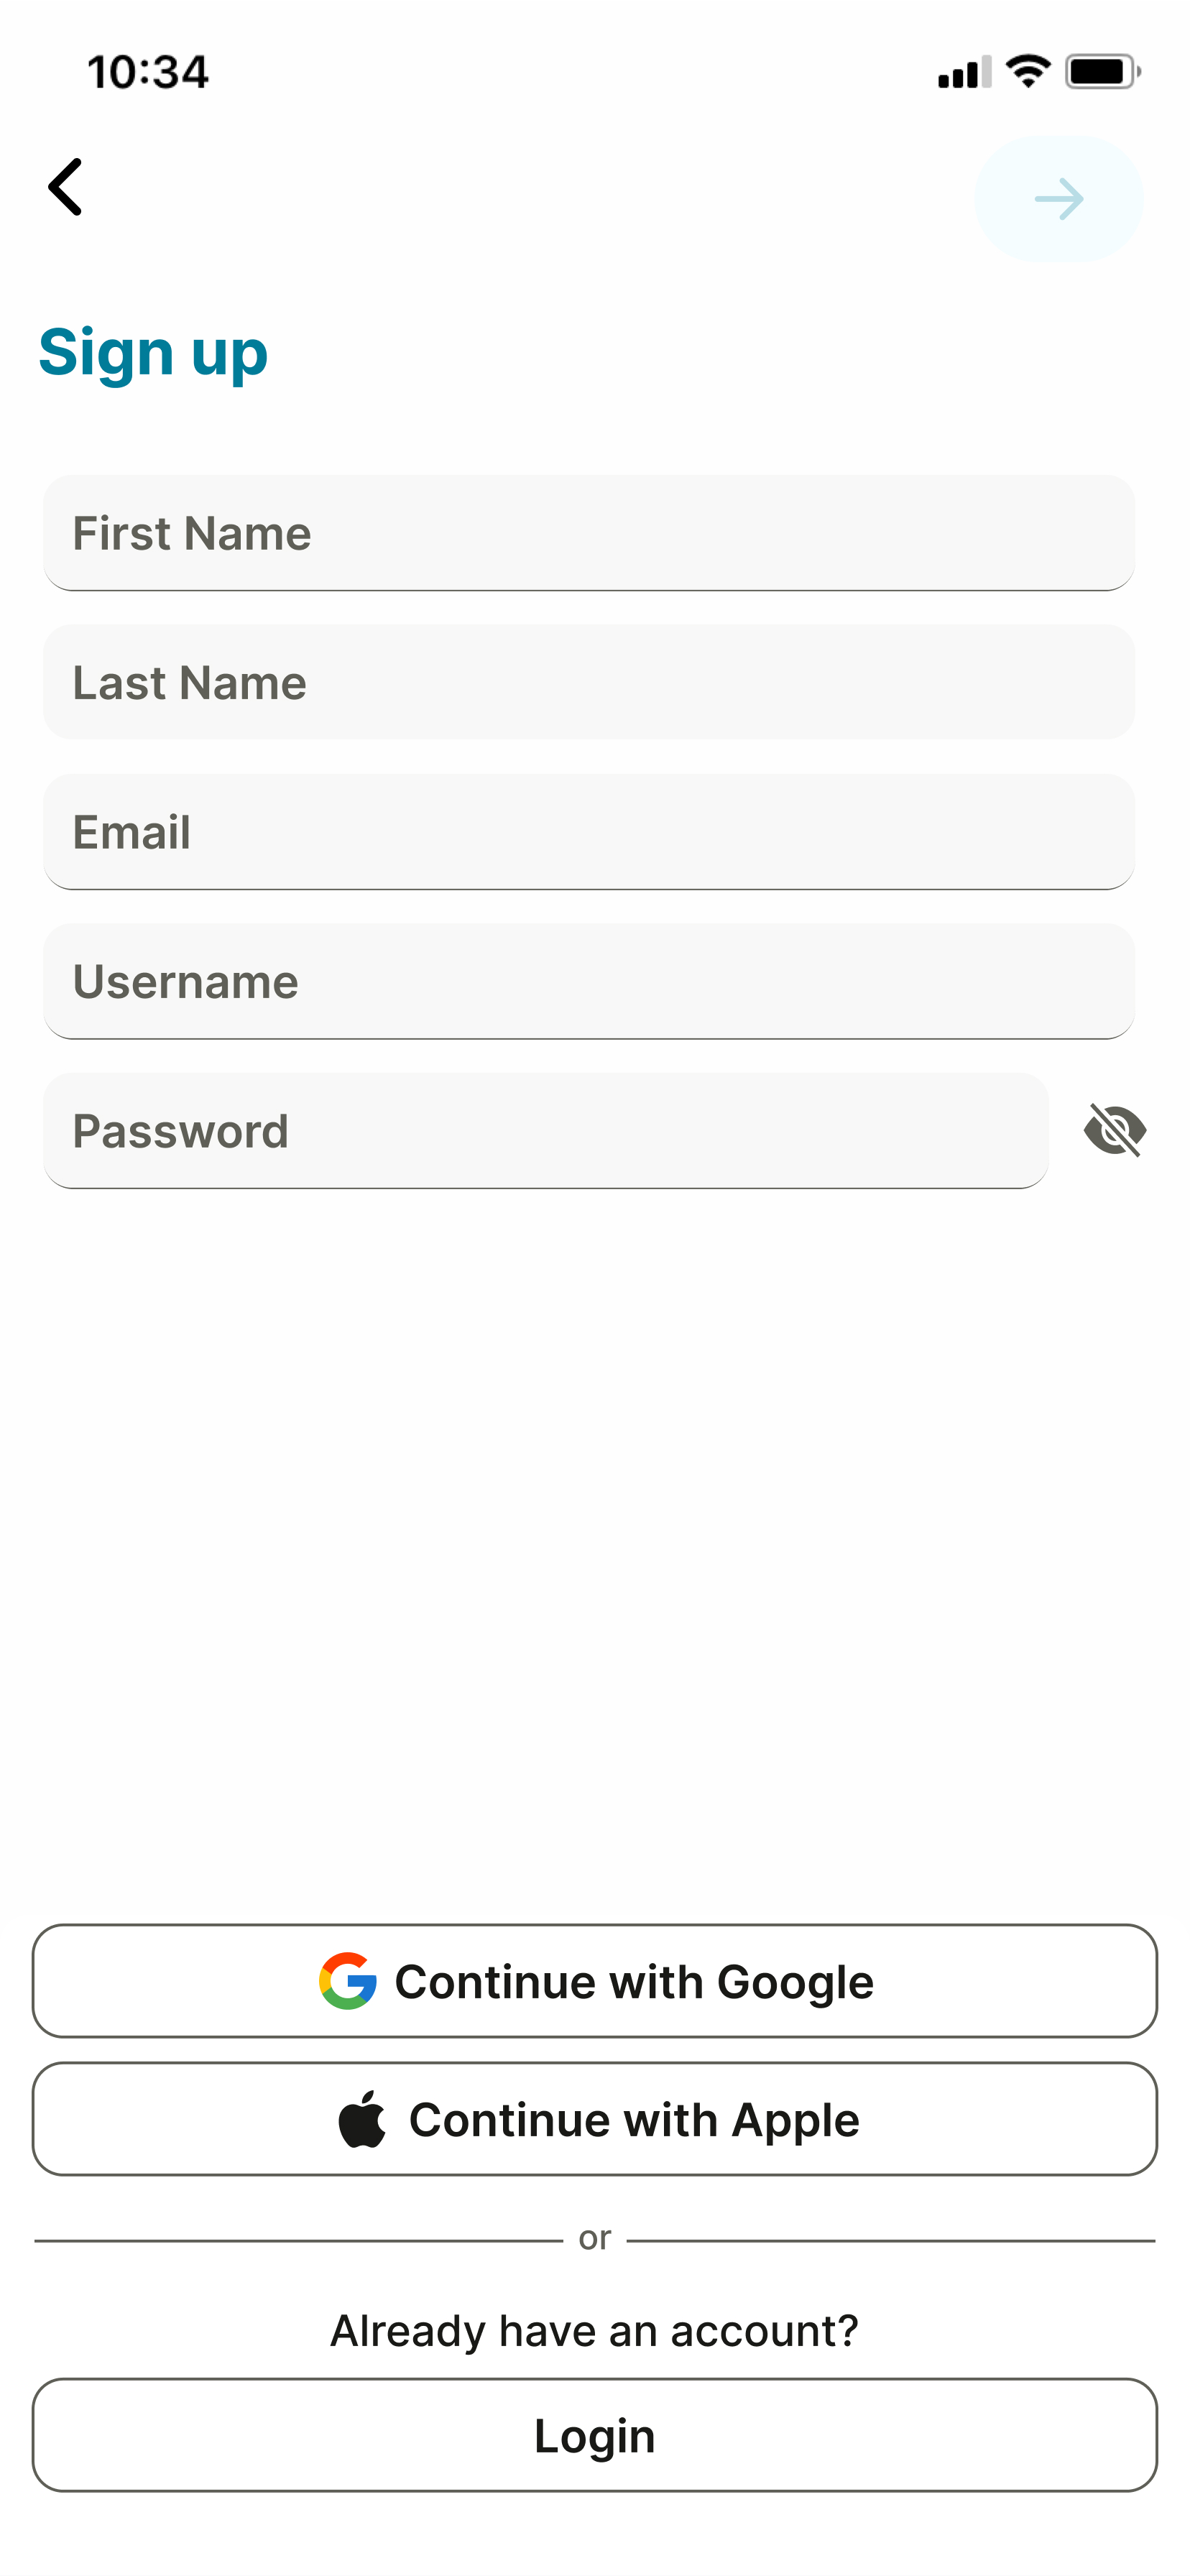 10:34
Sign up
First Name
Last Name
Email
Username
Password
Continue with Google
Continue with Apple
or
Already have an account?
Login